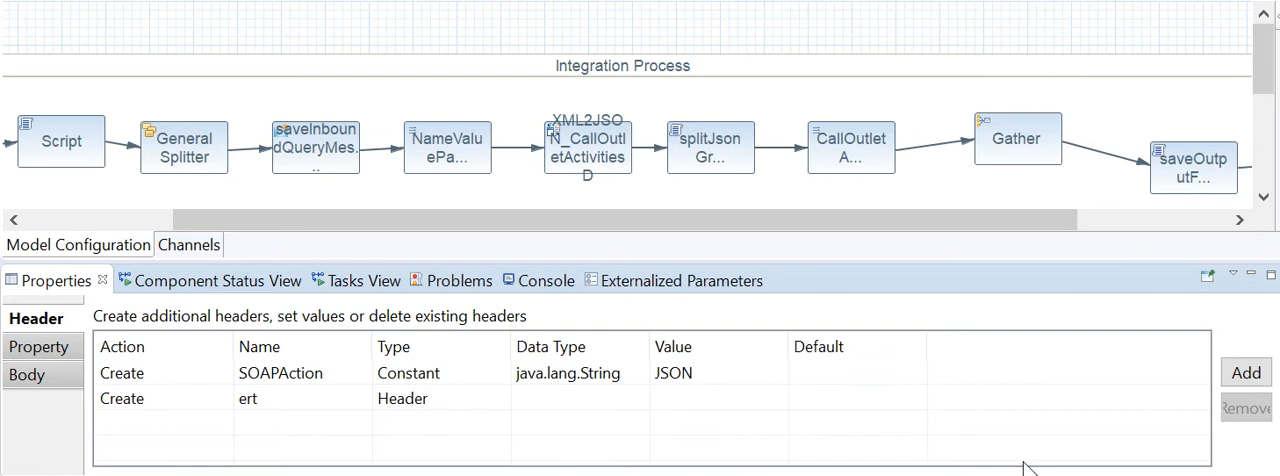 Integration Process
Script
General
Splitter
saveInboun
dQueryMes.
..
NameValu
ePa...
XML2JSO
N_CallOutl
etActivities
D
splitJson
Gr...
CallOutlet
A...
Gather
saveOutp
utF...
Model Configuration Channels
Properties Component Status View Tasks View Problems Console Externalized Parameters
Header
Property
Body
Create additional headers, set values or delete existing headers
Action Name Type Data Type Value Default
Create SOAPAction Constant java.lang.String JSON
Create ert Header
Add
Remove